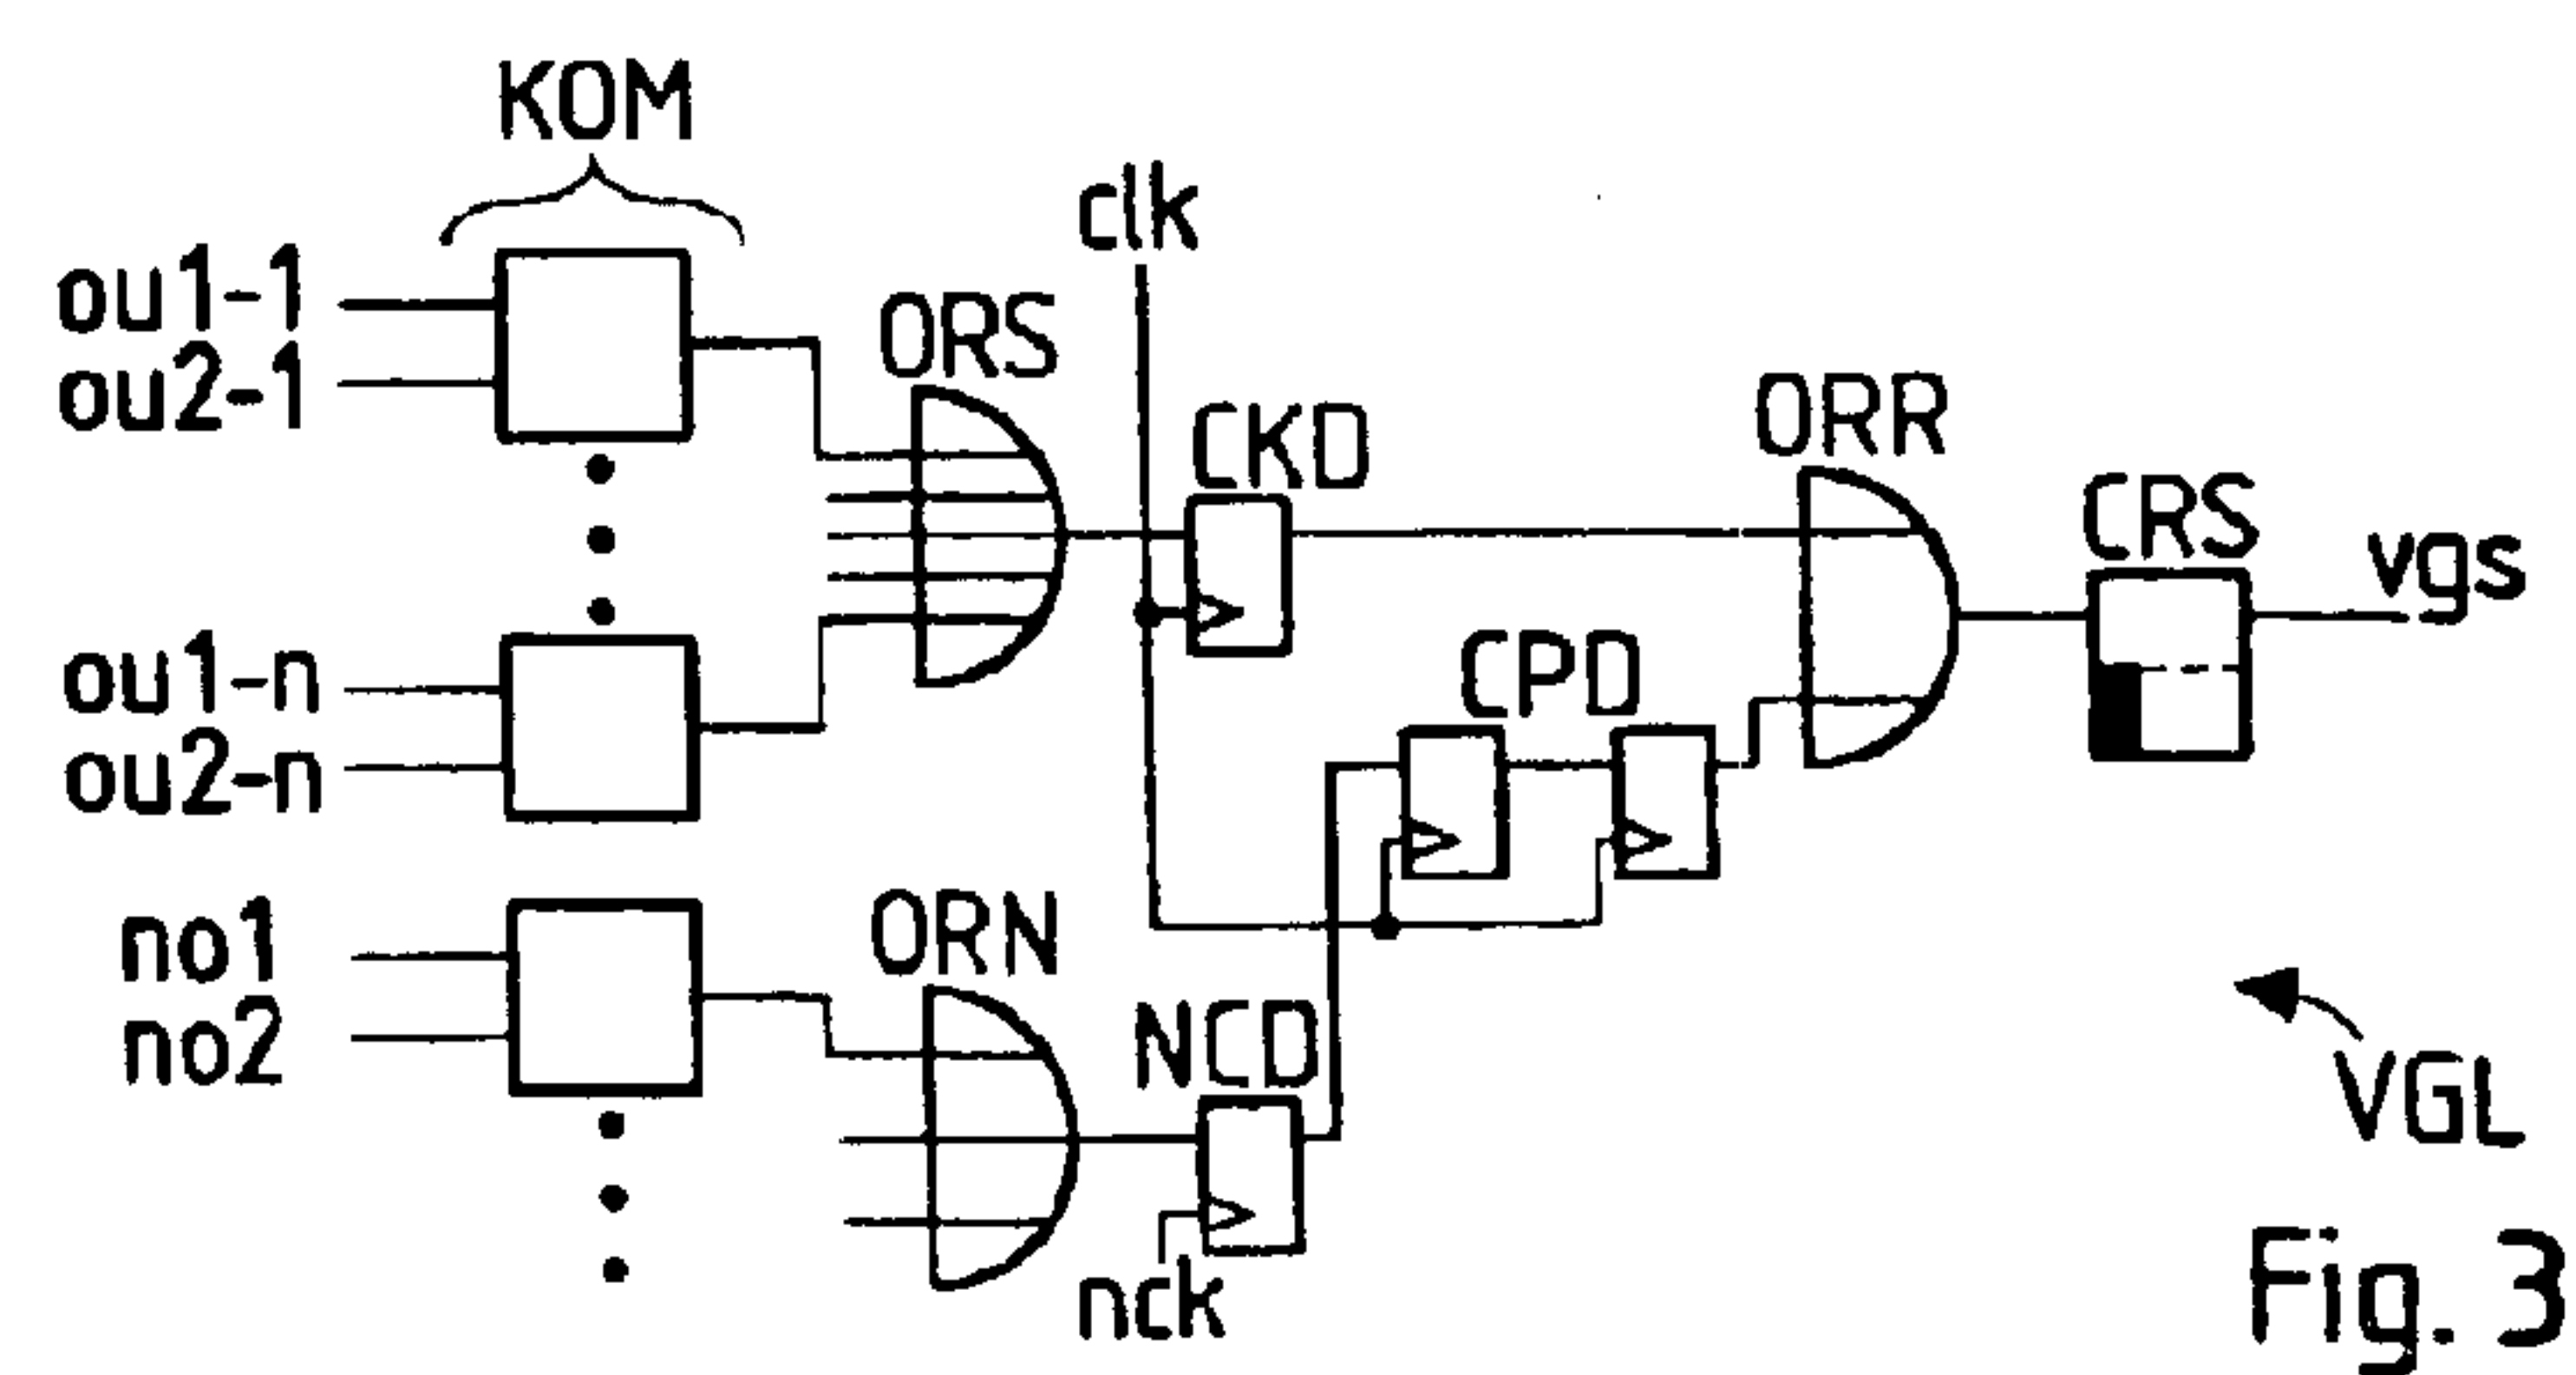 KOM
clk
ou1-1
ou2-1
ORS
CKD
ORR
CRS
vgs
ou1-n
ou2-n
CPD
no1
no2
ORN
NCD
nck
VGL
Fig. 3